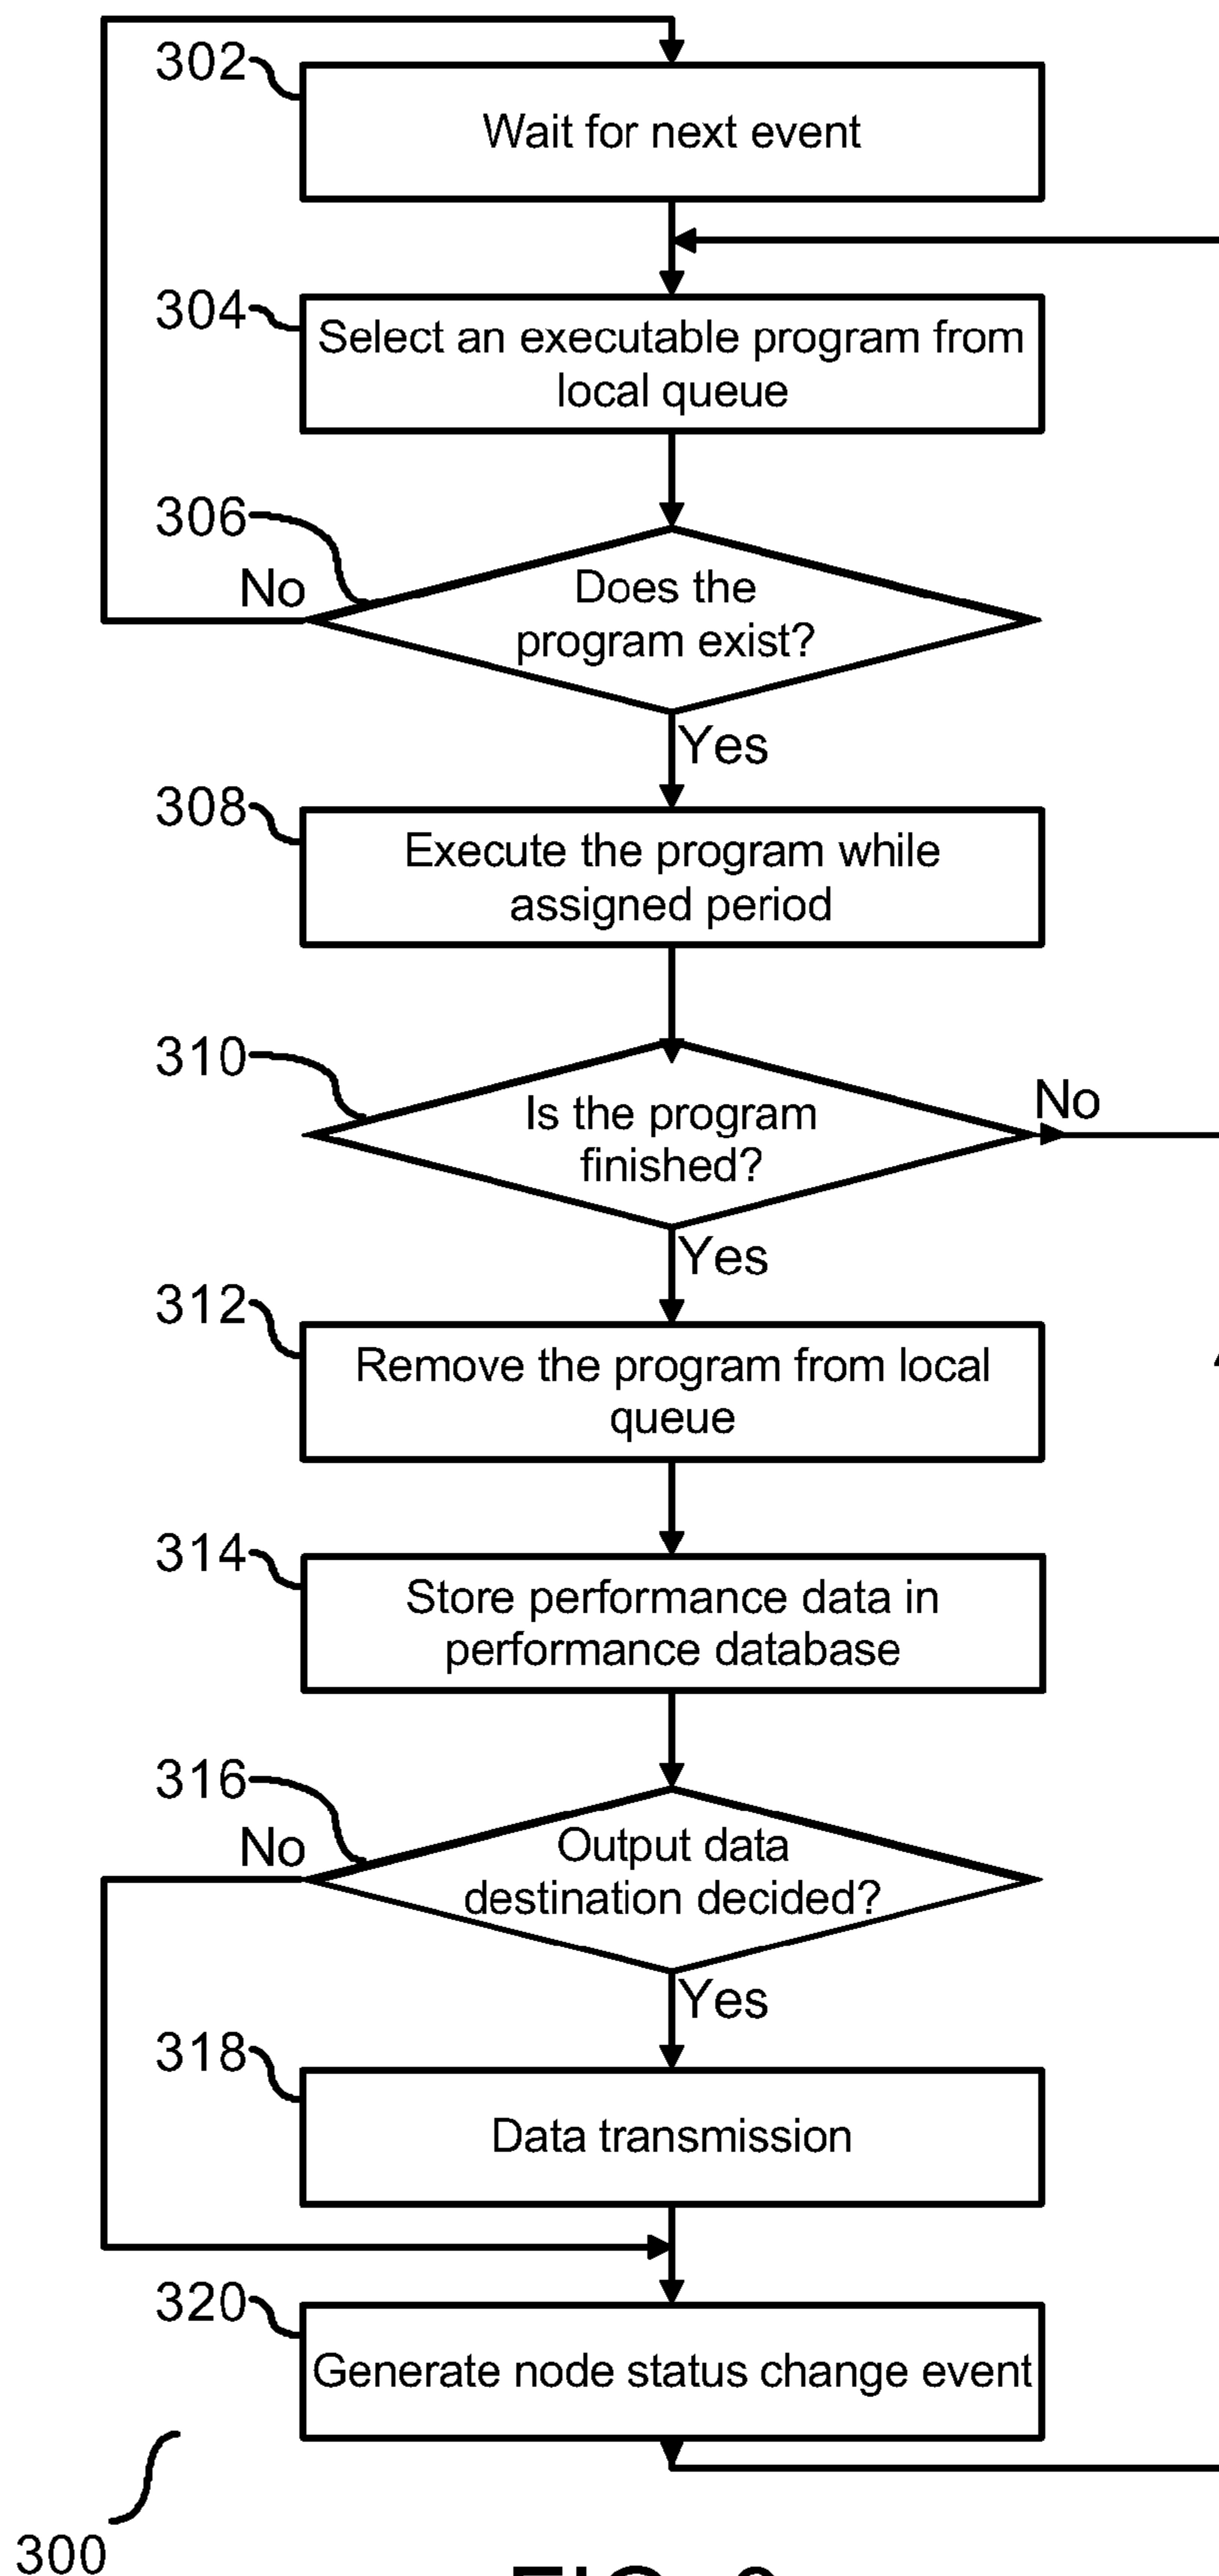 302
Wait for next event
304
Select an executable program from
local queue
306
No
Does the
program exist?
Yes
308
Execute the program while
assigned period
310
Is the program
finished?
No
Yes
312
Remove the program from local
queue
314
Store performance data in
performance database
316
No
Output data
destination decided?
Yes
318
Data transmission
320
Generate node status change event
300